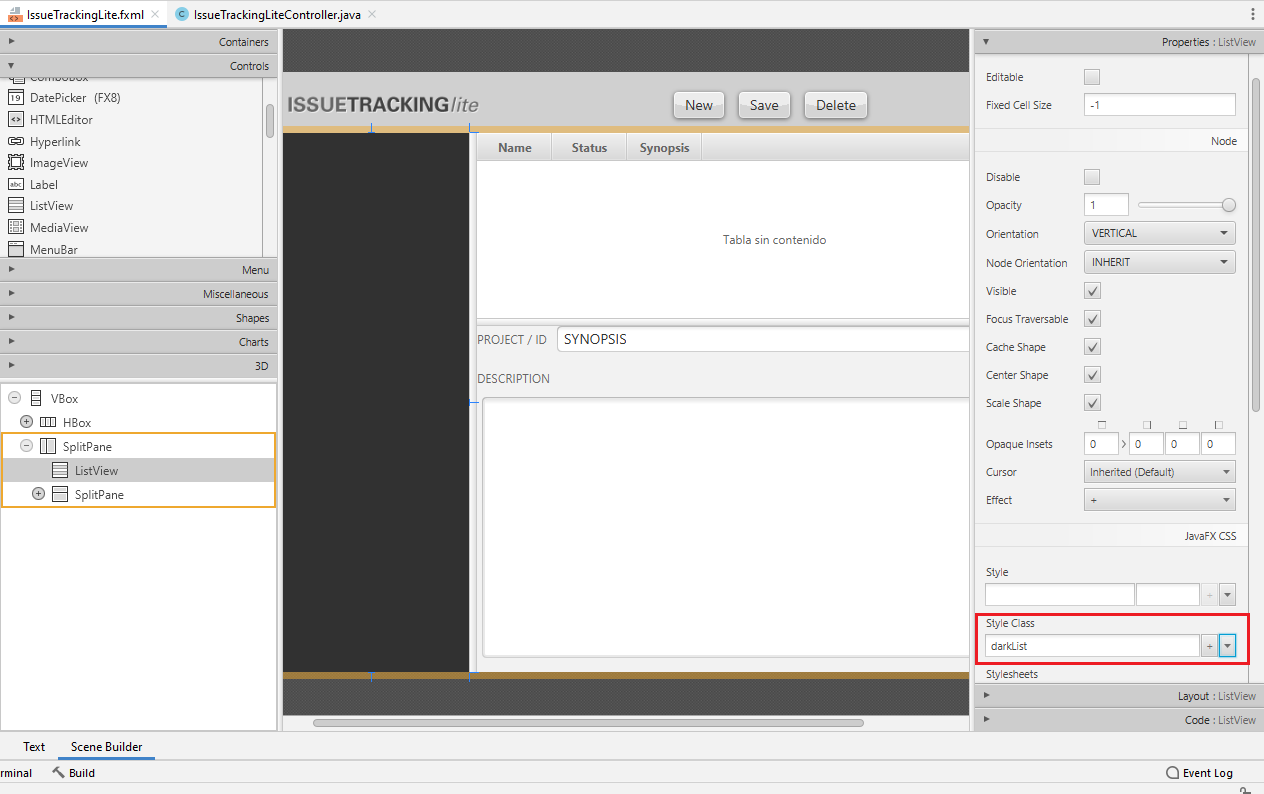 IssueTrackingLite.fxml
IssueTrackingLiteController.java
Containers
Controls
ComboBox
DatePicker (FX8)
HTMLEditor
Hyperlink
ImageView
Label
ListView
MediaView
MenuBar
Menu
Miscellaneous
Shapes
Charts
3D
VBox
HBox
SplitPane
ListView
SplitPane
ISSUETRACKINGlite
New Save Delete
Name Status Synopsis
Tabla sin contenido
PROJECT / ID SYNOPSIS
DESCRIPTION
Properties : ListView
Editable
Fixed Cell Size -1
Node
Disable
Opacity 1
Orientation VERTICAL
Node Orientation INHERIT
Visible
Focus Traversable
Cache Shape
Center Shape
Scale Shape
Opaque Insets 0 > 0 0 0
Cursor Inherited (Default)
Effect +
JavaFX CSS
Style
+
Style Class
darkList +
Stylesheets
Layout : ListView
Code : ListView
Text Scene Builder
rminal Build Event Log